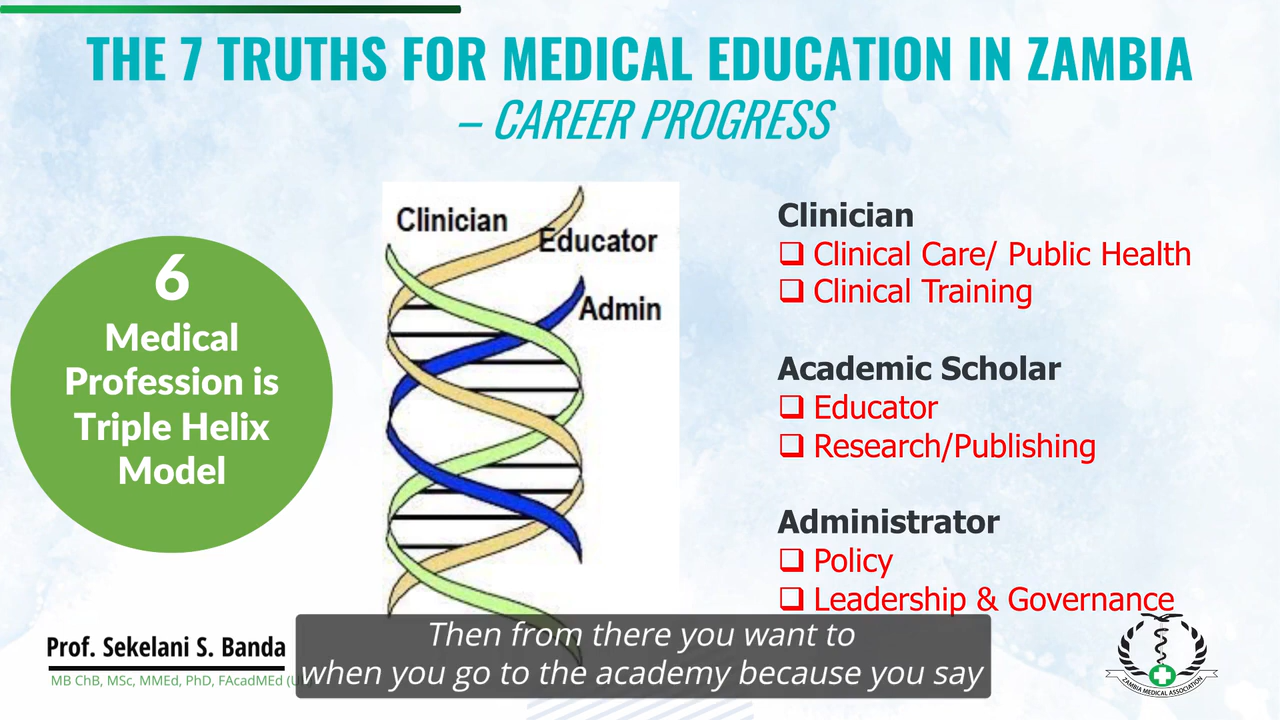 THE 7 TRUTHS FOR MEDICAL EDUCATION IN ZAMBIA
– CAREER PROGRESS
6
Medical
Profession is
Triple Helix
Model
Clinician
Educator
Admin
Clinician
❑ Clinical Care/ Public Health
❑ Clinical Training
Academic Scholar
❑ Educator
❑ Research/Publishing
Administrator
❑ Policy
❑ Leadership & Governance
Prof. Sekelani S. Banda
MB ChB, MSc, MMEd, PhD, FAcadMEd
Then from there you want to
when you go to the academy because you say
ZAMBIA MEDICAL ASSOCIATION